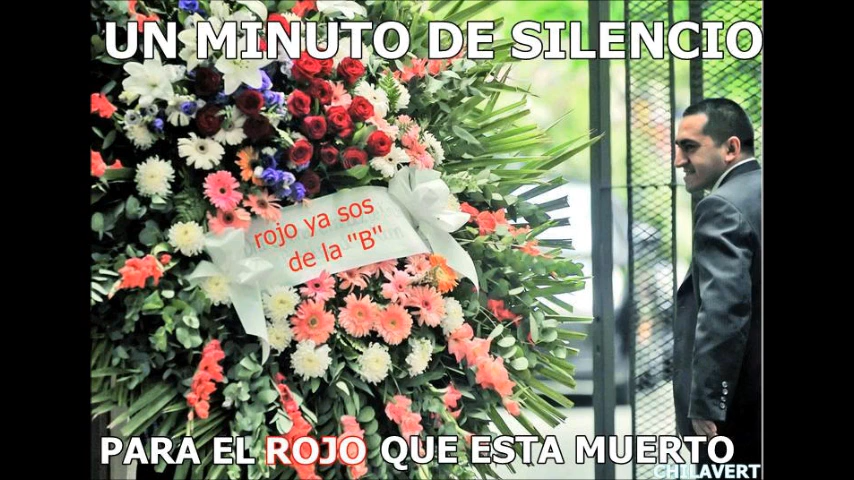 UN MINUTO DE SILENCIO
rojo ya sos
de la "B"
PARA EL ROJO QUE ESTA MUERTO
CHILAVERT